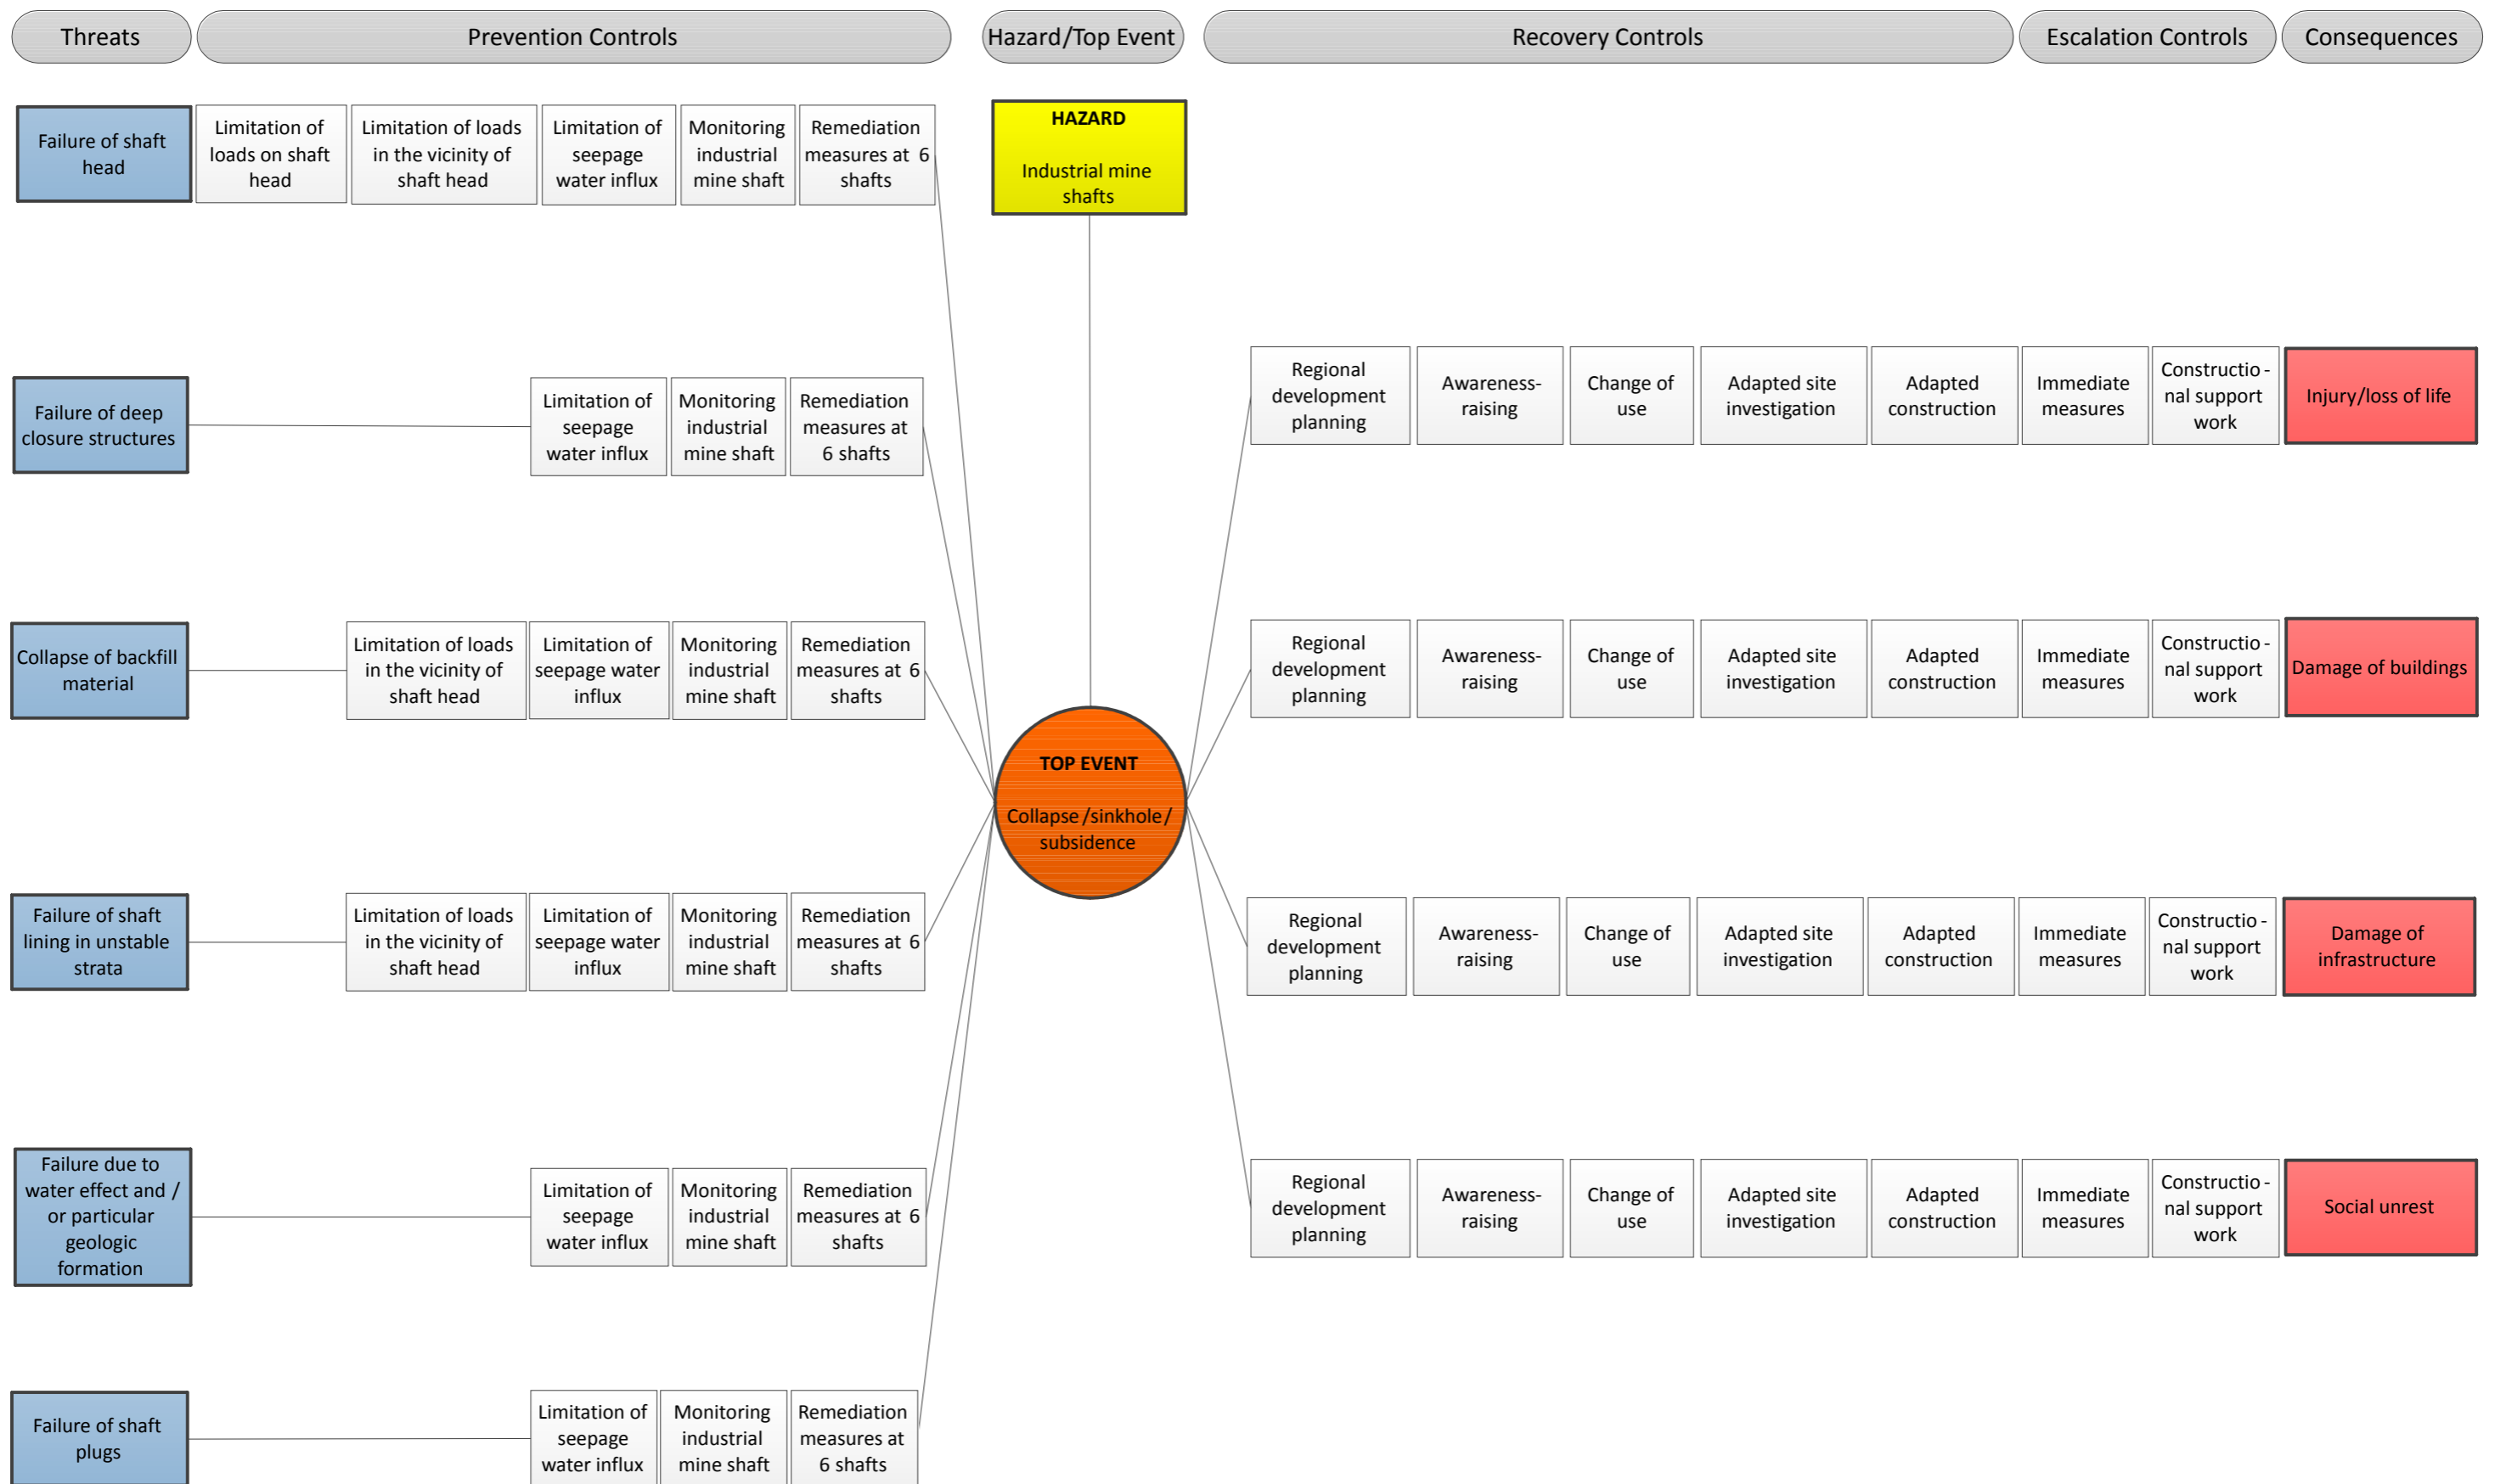 Threats
Prevention Controls
Hazard/Top Event
Recovery Controls
Escalation Controls
Consequences
Failure of shaft
head
Limitation of
loads on shaft
head
Limitation of loads
in the vicinity of
shaft head
Limitation of
seepage
water influx
Monitoring
industrial
mine shaft
Remediation
measures at 6
shafts
HAZARD
Industrial mine
shafts
Failure of deep
closure structures
Limitation of
seepage
water influx
Monitoring
industrial
mine shaft
Remediation
measures at
6 shafts
Regional
development
planning
Awareness-
raising
Change of
use
Adapted site
investigation
Adapted
construction
Immediate
measures
Constructio-
nal support
work
Injury/loss of life
Collapse of backfill
material
Limitation of loads
in the vicinity of
shaft head
Limitation of
seepage water
influx
Monitoring
industrial
mine shaft
Remediation
measures at 6
shafts
Regional
development
planning
Awareness-
raising
Change of
use
Adapted site
investigation
Adapted
construction
Immediate
measures
Constructio-
nal support
work
Damage of buildings
TOP EVENT
Collapse/sinkhole/
subsidence
Failure of shaft
lining in unstable
strata
Limitation of loads
in the vicinity of
shaft head
Limitation of
seepage water
influx
Monitoring
industrial
mine shaft
Remediation
measures at 6
shafts
Regional
development
planning
Awareness-
raising
Change of
use
Adapted site
investigation
Adapted
construction
Immediate
measures
Constructio-
nal support
work
Damage of
infrastructure
Failure due to
water effect and /
or particular
geologic
formation
Limitation of
seepage
water influx
Monitoring
industrial
mine shaft
Remediation
measures at 6
shafts
Regional
development
planning
Awareness-
raising
Change of
use
Adapted site
investigation
Adapted
construction
Immediate
measures
Constructio-
nal support
work
Social unrest
Failure of shaft
plugs
Limitation of
seepage
water influx
Monitoring
industrial
mine shaft
Remediation
measures at
6 shafts